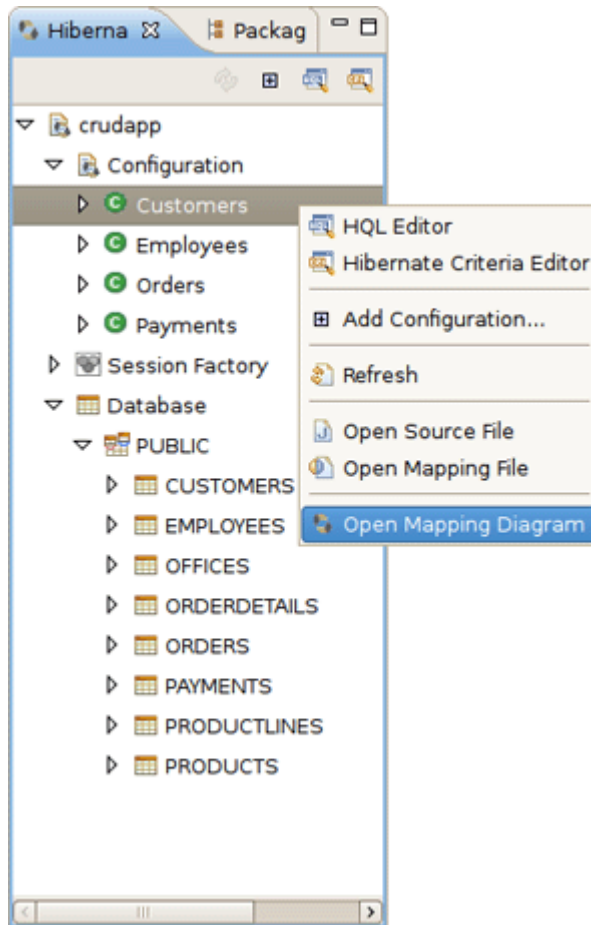 Hiberna
Packag
crudapp
Configuration
Customers
Employees
Orders
Payments
Session Factory
Database
PUBLIC
CUSTOMERS
EMPLOYEES
OFFICES
ORDERDETAILS
ORDERS
PAYMENTS
PRODUCTLINES
PRODUCTS
HQL Editor
Hibernate Criteria Editor
Add Configuration...
Refresh
Open Source File
Open Mapping File
Open Mapping Diagram